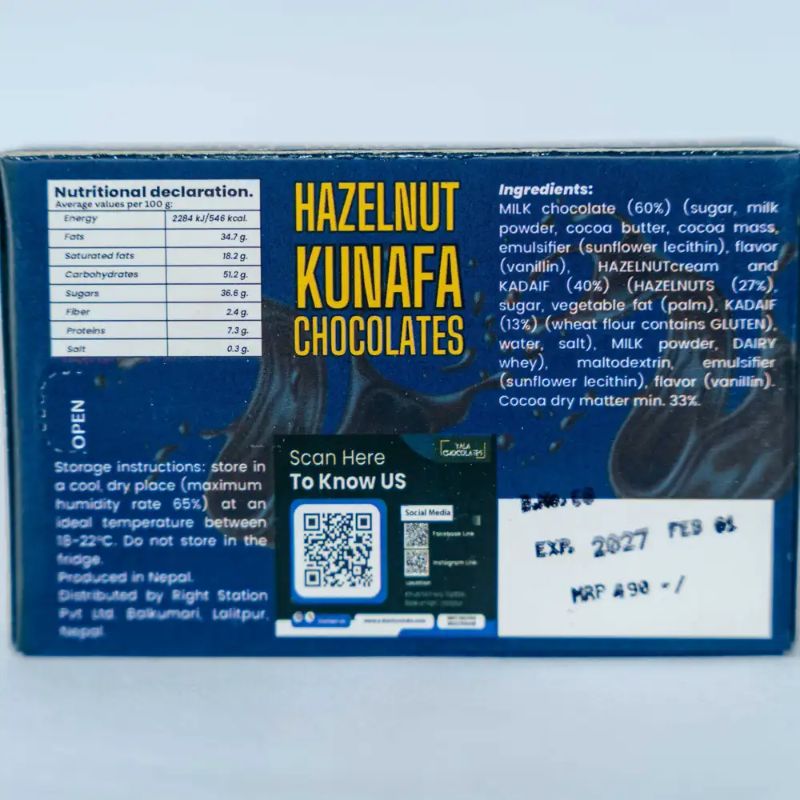 Nutritional declaration.
Average values per 100 g:
Energy 2284 kJ/546 kcal.
Fats 34.7 g.
Saturated fats 18.2 g.
Carbohydrates 51.2 g.
Sugars 36.6 g.
Fiber 2.4 g.
Proteins 7.3 g.
Salt 0.3 g.
OPEN
Storage instructions: store in
a cool, dry place (maximum
humidity rate 65%) at an
ideal temperature between
18-22°C. Do not store in the
fridge.
Produced in Nepal.
Distributed by Right Station
Pvt Ltd. Balkumari, Lalitpur,
Nepal.
HAZELNUT
KUNAFA
CHOCOLATES
Scan Here
To Know US
YALA
CHOCOLATES
Social Media
Facebook Link
Instagram Link
Location
Ingredients:
MILK chocolate (60%) (sugar, milk
powder, cocoa butter, cocoa mass,
emulsifier (sunflower lecithin), flavor
(vanillin), HAZELNUTcream and
KADAIF (40%) (HAZELNUTS (27%),
sugar, vegetable fat (palm), KADAIF
(13%) (wheat flour contains GLUTEN),
water, salt), MILK powder, DAIRY
whey), maltodextrin, emulsifier
(sunflower lecithin), flavor (vanillin).
Cocoa dry matter min. 33%.
EXP. 2027 FEB 01
MRP 490 -/